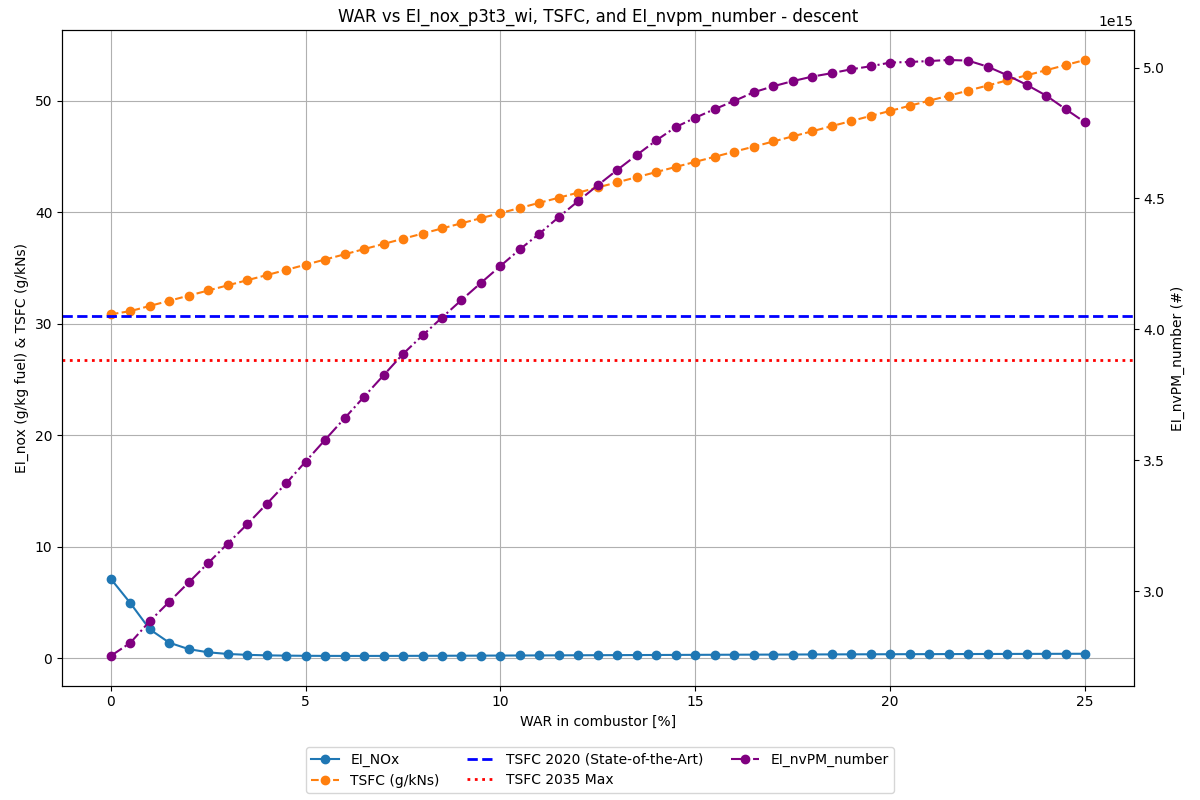 WAR vs EI_nox_p3t3_wi, TSFC, and EI_nvpm_number - descent
1e15
EI_nox (g/kg fuel) & TSFC (g/kNs)
50
40
30
20
10
0
5.0
4.5
4.0
3.5
3.0
EI_nvPM_number (#)
0 5 10 15 20 25
WAR in combustor [%]
EI_NOx TSFC 2020 (State-of-the-Art) EI_nvPM_number
TSFC (g/kNs) TSFC 2035 Max